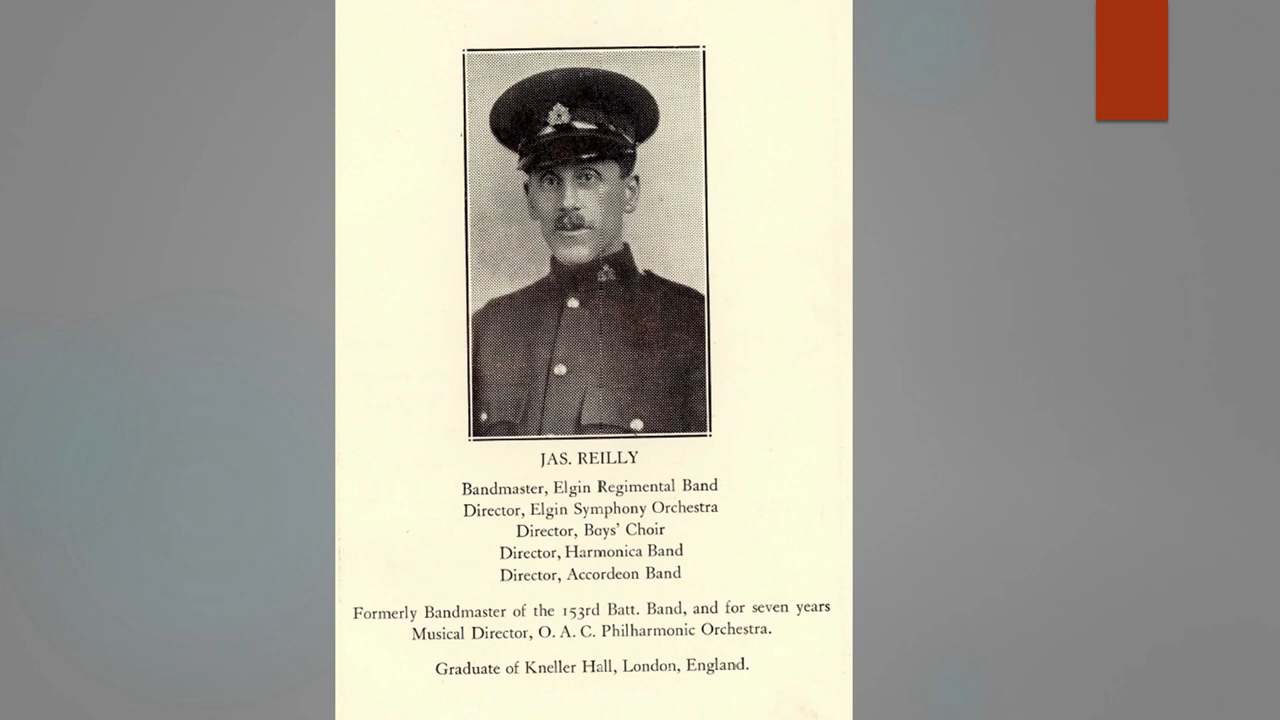 JAS. REILLY
Bandmaster, Elgin Regimental Band
Director, Elgin Symphony Orchestra
Director, Boys' Choir
Director, Harmonica Band
Director, Accordeon Band
Formerly Bandmaster of the 153rd Batt. Band, and for seven years
Musical Director, O. A. C. Philharmonic Orchestra.
Graduate of Kneller Hall, London, England.